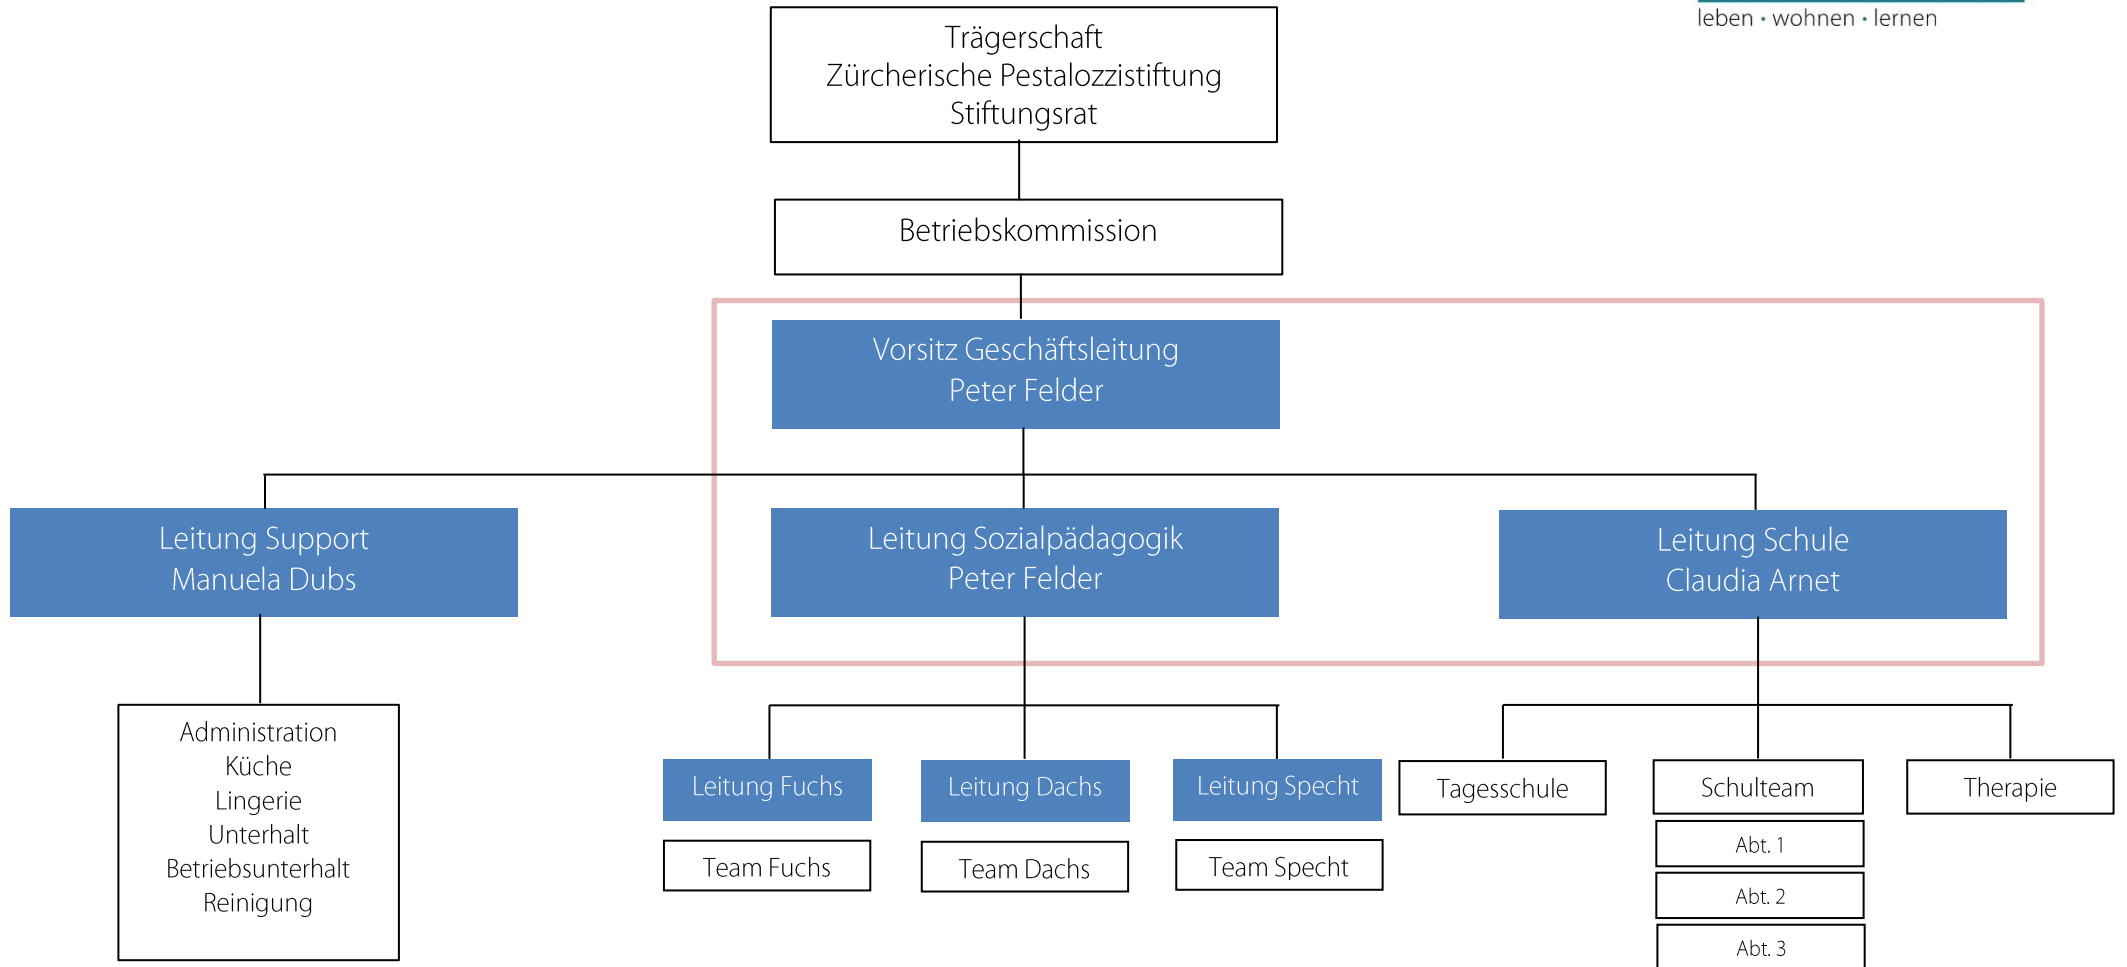 leben • wohnen • lernen
Trägerschaft
Zürcherische Pestalozzistiftung
Stiftungsrat
Betriebskommission
Vorsitz Geschäftsleitung
Peter Felder
Leitung Support
Manuela Dubs
Leitung Sozialpädagogik
Peter Felder
Leitung Schule
Claudia Arnet
Administration
Küche
Lingerie
Unterhalt
Betriebsunterhalt
Reinigung
Leitung Fuchs
Team Fuchs
Leitung Dachs
Team Dachs
Leitung Specht
Team Specht
Tagesschule
Schulteam
Abt. 1
Abt. 2
Abt. 3
Therapie